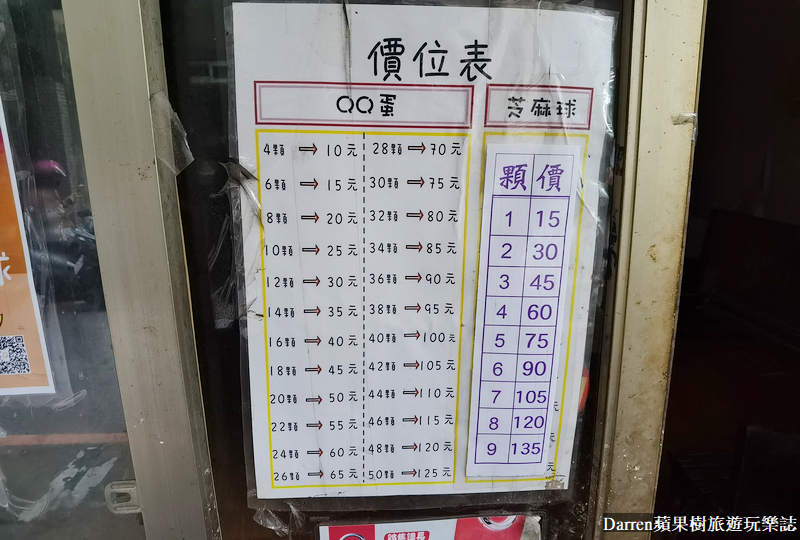 價位表
QQ蛋
4顆 → 10元
6顆 → 15元
8顆 → 20元
10顆 → 25元
12顆 → 30元
14顆 → 35元
16顆 → 40元
18顆 → 45元
20顆 → 50元
22顆 → 55元
24顆 → 60元
26顆 → 65元
28顆 → 70元
30顆 → 75元
32顆 → 80元
34顆 → 85元
36顆 → 90元
38顆 → 95元
40顆 → 100元
42顆 → 105元
44顆 → 110元
46顆 → 115元
48顆 → 120元
50顆 → 125元
芝麻球
顆 價
1 15
2 30
3 45
4 60
5 75
6 90
7 105
8 120
9 135
球
Darren蘋果樹旅遊玩樂誌